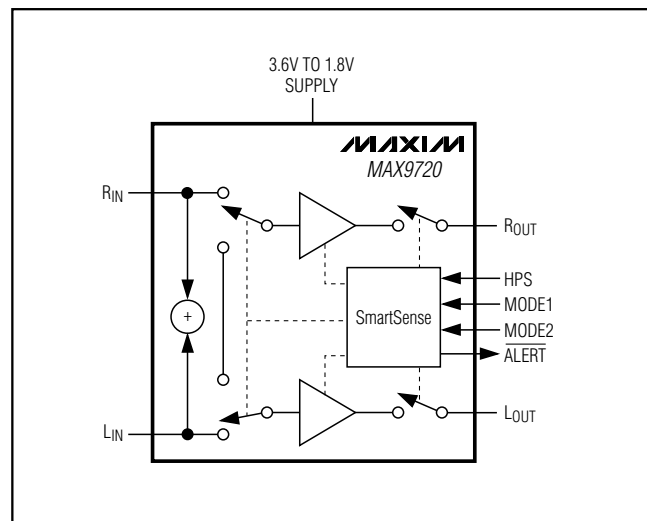 3.6V TO 1.8V
SUPPLY
MAXIM
MAX9720
RIN
ROUT
HPS
MODE1
MODE2
ALERT
SmartSense
+
LIN
LOUT